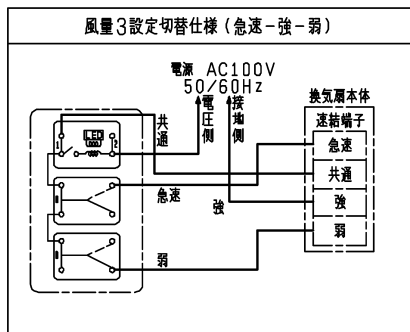 風量3設定切替仕様(急速−強−弱)
電源 AC100V
50/60Hz
電圧側
接地側
換気扇本体
速結端子
急速
共通
強
弱
共通
LED
1
2
急速
強
弱